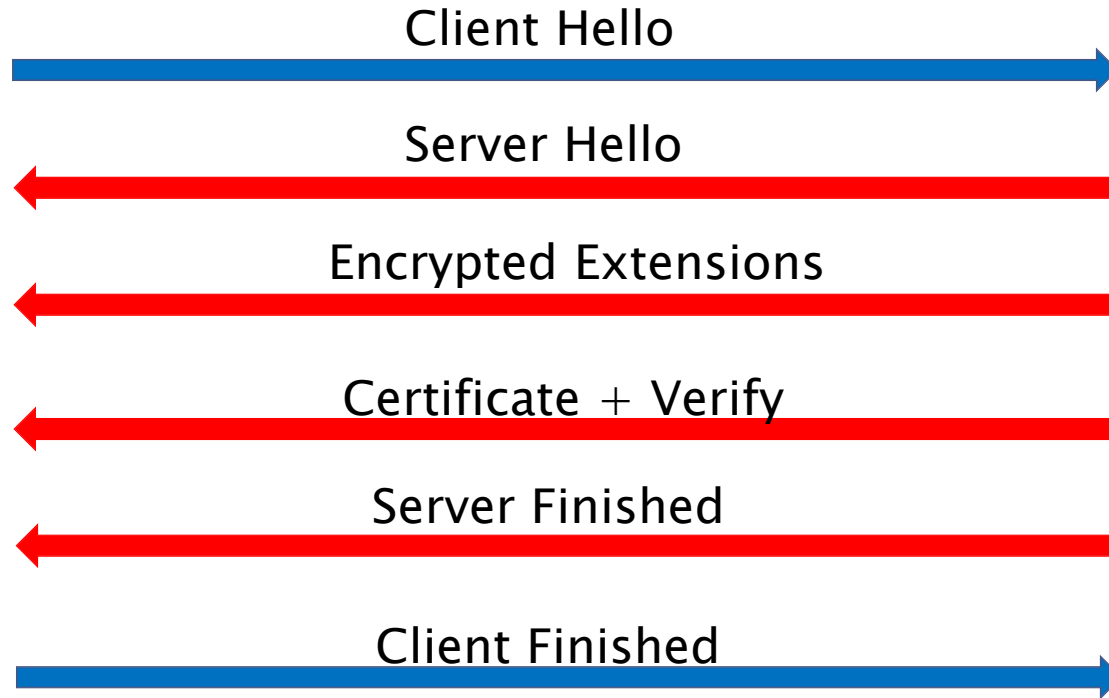 Client Hello
Server Hello
Encrypted Extensions
Certificate + Verify
Server Finished
Client Finished